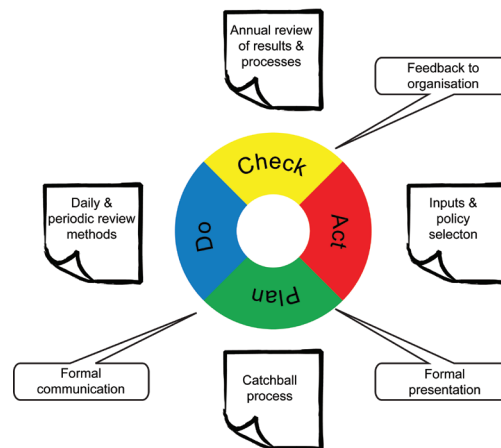 Annual review
of results &
processes
Feedback to
organisation
Check
Daily &
periodic review
methods
Do
Act
Inputs &
policy
selecton
Plan
Formal
communication
Catchball
process
Formal
presentation